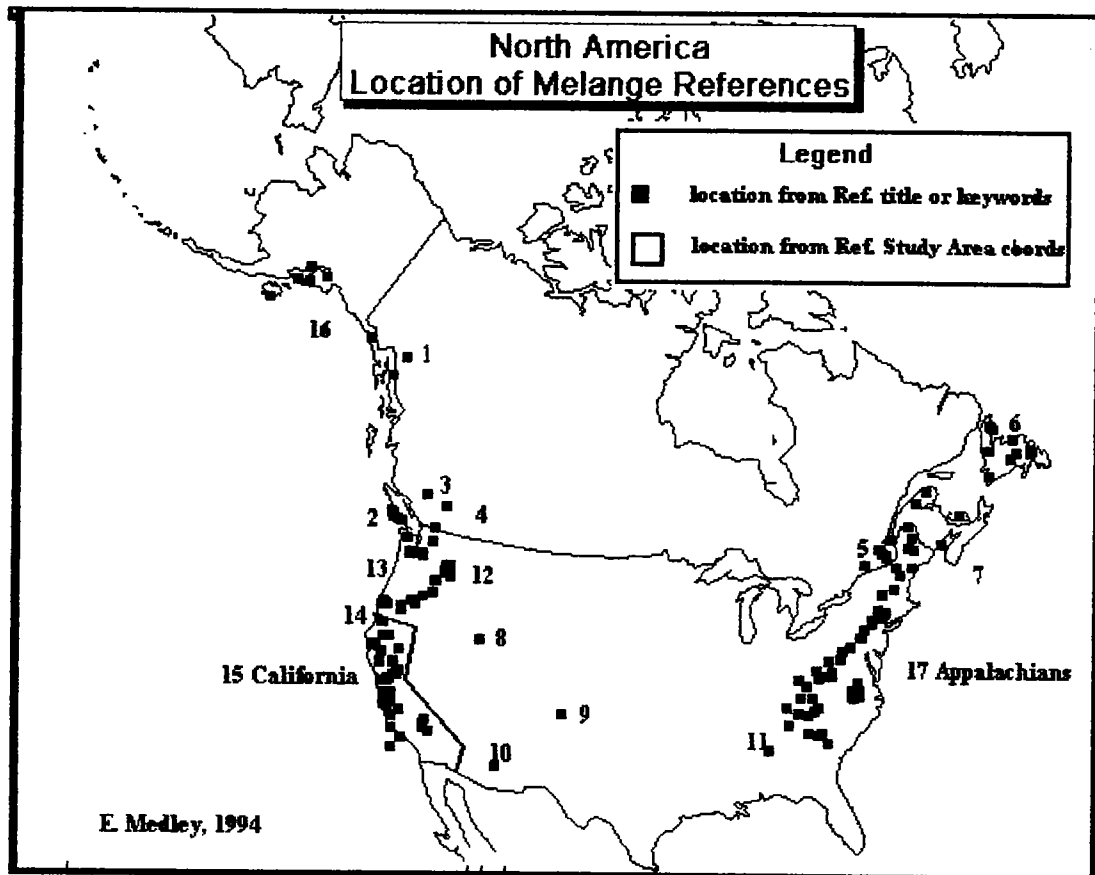 North America
Location of Melange References
Legend
location from Ref. title or keywords
location from Ref. Study Area coords
16
1
6
3
2
4
5
13
12
7
14
8
15 California
17 Appalachians
9
11
10
E. Medley, 1994